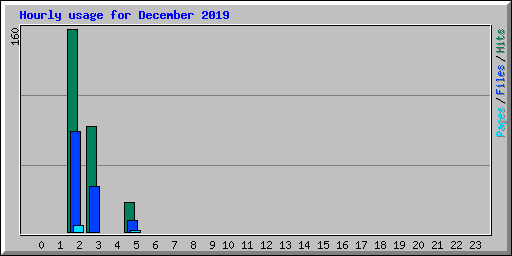 Hourly usage for December 2019
160
Pages/Files/Hits
0 1 2 3 4 5 6 7 8 9 10 11 12 13 14 15 16 17 18 19 20 21 22 23